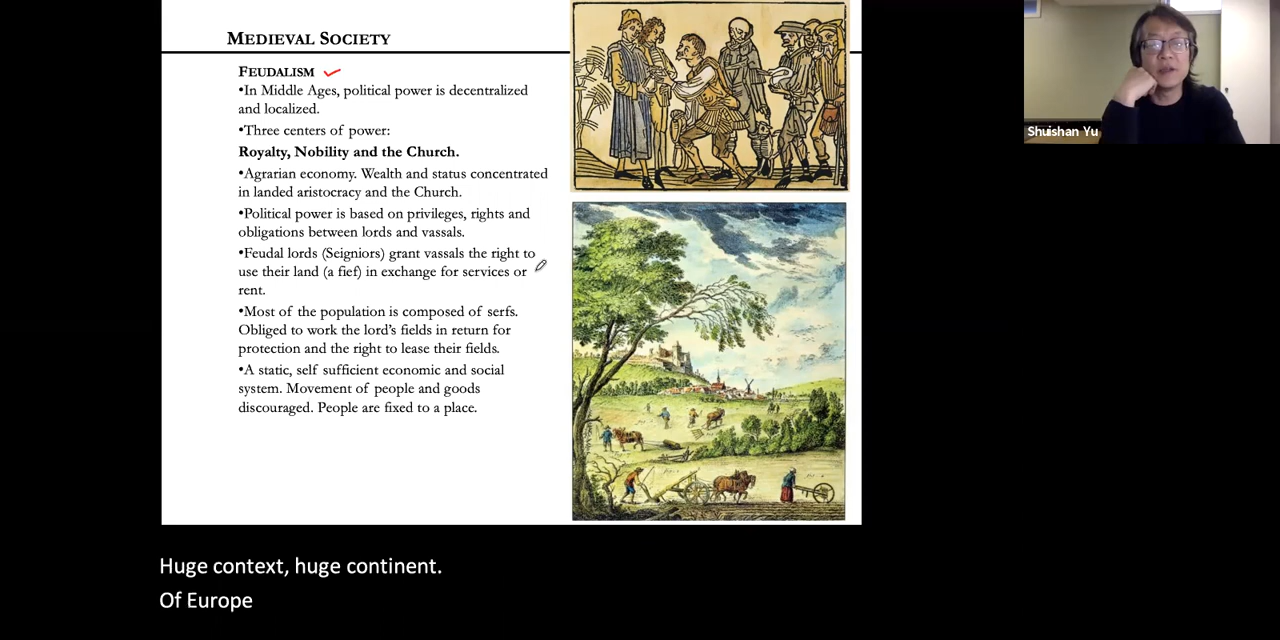 MEDIEVAL SOCIETY
FEUDALISM
•In Middle Ages, political power is decentralized
and localized.
•Three centers of power:
Royalty, Nobility and the Church.
•Agrarian economy. Wealth and status concentrated
in landed aristocracy and the Church.
•Political power is based on privileges, rights and
obligations between lords and vassals.
•Feudal lords (Seigniors) grant vassals the right to
use their land (a fief) in exchange for services or
rent.
•Most of the population is composed of serfs.
Obliged to work the lord's fields in return for
protection and the right to lease their fields.
•A static, self sufficient economic and social
system. Movement of people and goods
discouraged. People are fixed to a place.
Shuishan Yu
Huge context, huge continent.
Of Europe